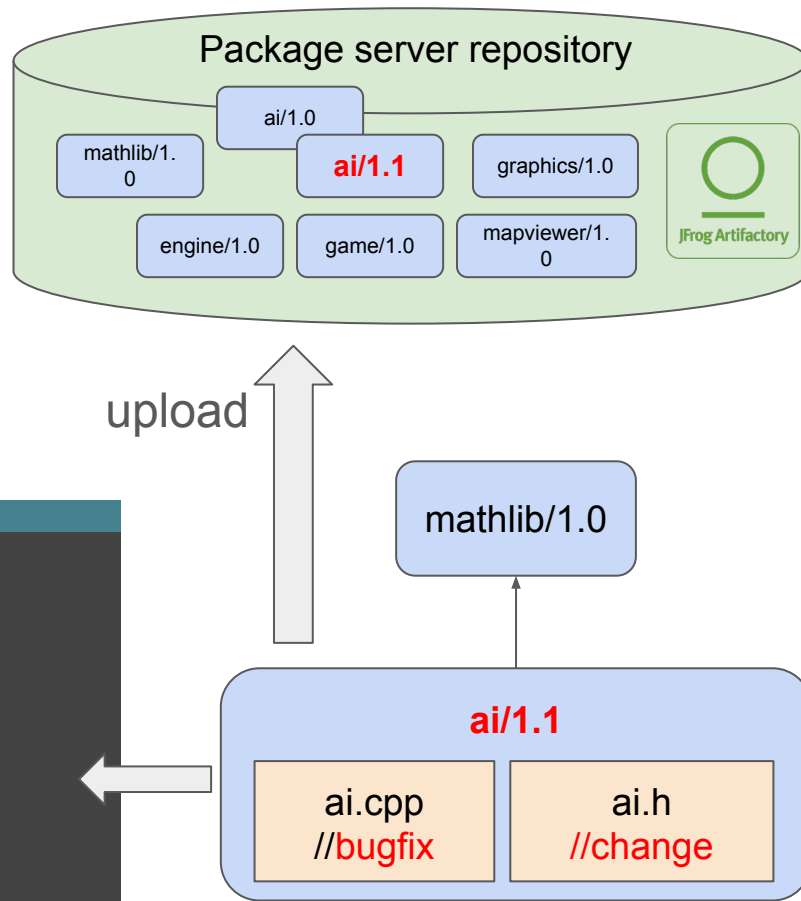 Package server repository
ai/1.0
mathlib/1.
0
ai/1.1
graphics/1.0
engine/1.0
game/1.0
mapviewer/1.
0
JFrog Artifactory
upload
mathlib/1.0
ai/1.1
ai.cpp
//bugfix
ai.h
//change